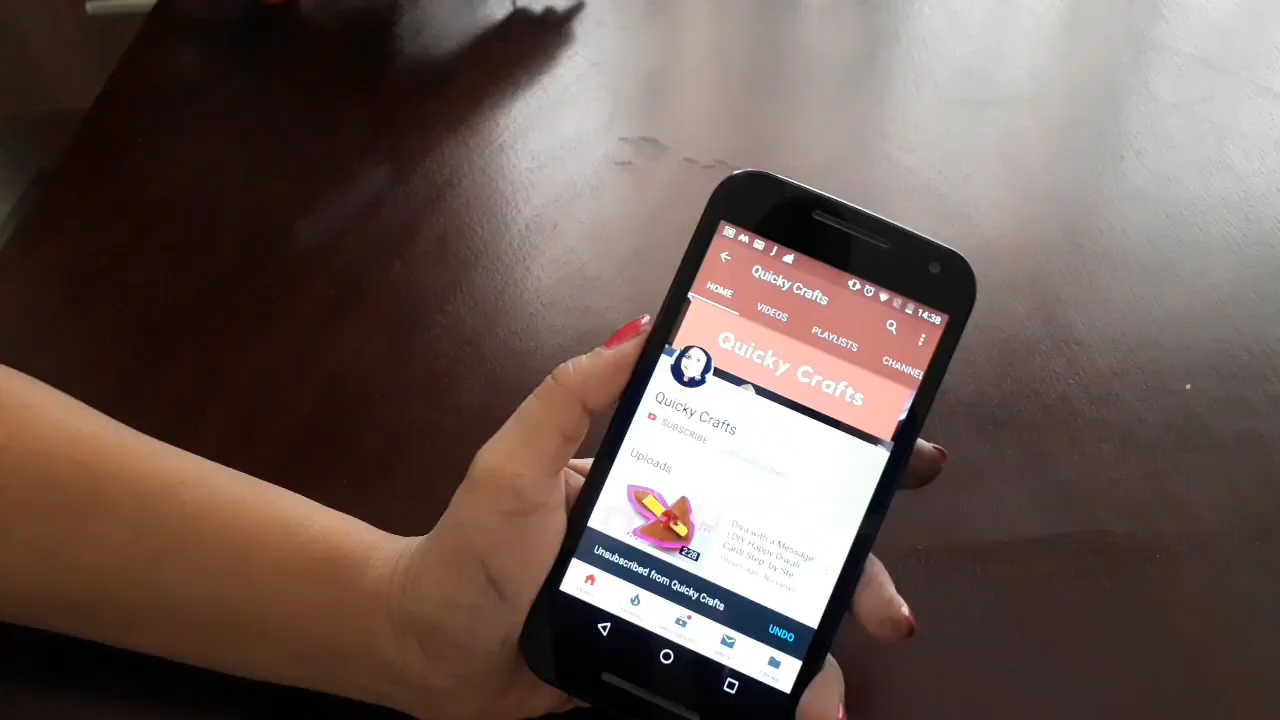 14:38
Quicky Crafts
HOME VIDEOS PLAYLISTS CHANNEL
Quicky Crafts
Quicky Crafts
SUBSCRIBE
Uploads
Diya with a Message
| DIY Happy Diwali
Card| Step by Ste
2:28
Unsubscribed from Quicky Crafts
UNDO